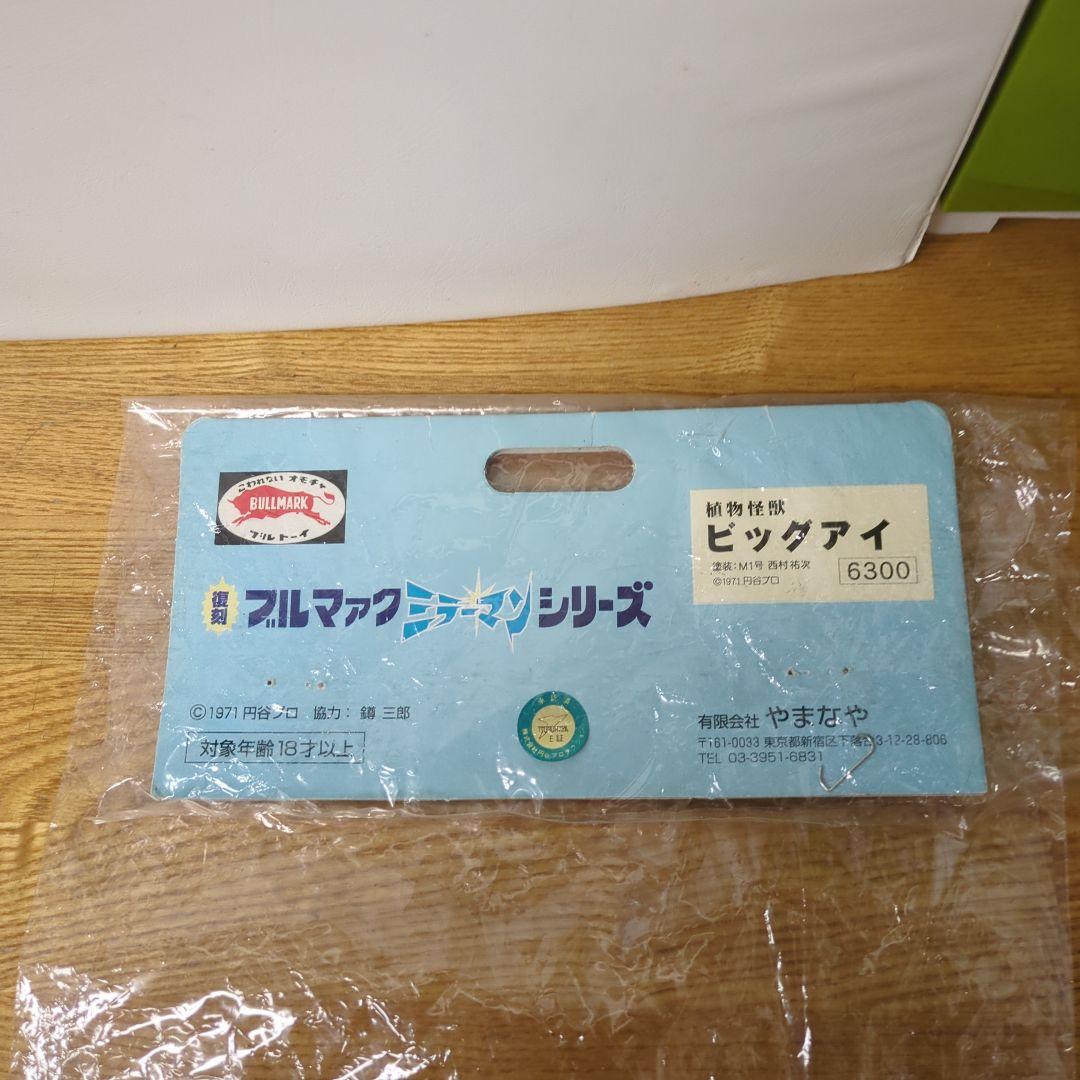 こわれない オモチャ
BULLMARK
ブルトーイ
植物怪獣
ビッグアイ
塗装:M1号 西村祐次
©1971 円谷プロ
6300
復刻
ブルマァク ミラーマン シリーズ
©1971 円谷プロ 協力: 鐏 三郎
対象年齢18才以上
有限会社 やまなや
〒161-0033 東京都新宿区下落合3-12-28-806
TEL 03-3951-6831